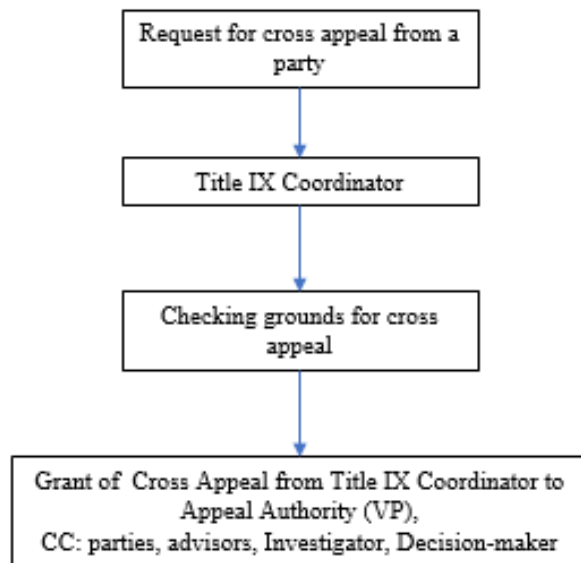 Request for cross appeal from a
party
Title IX Coordinator
Checking grounds for cross
appeal
Grant of Cross Appeal from Title IX Coordinator to
Appeal Authority (VP),
CC: parties, advisors, Investigator, Decision-maker